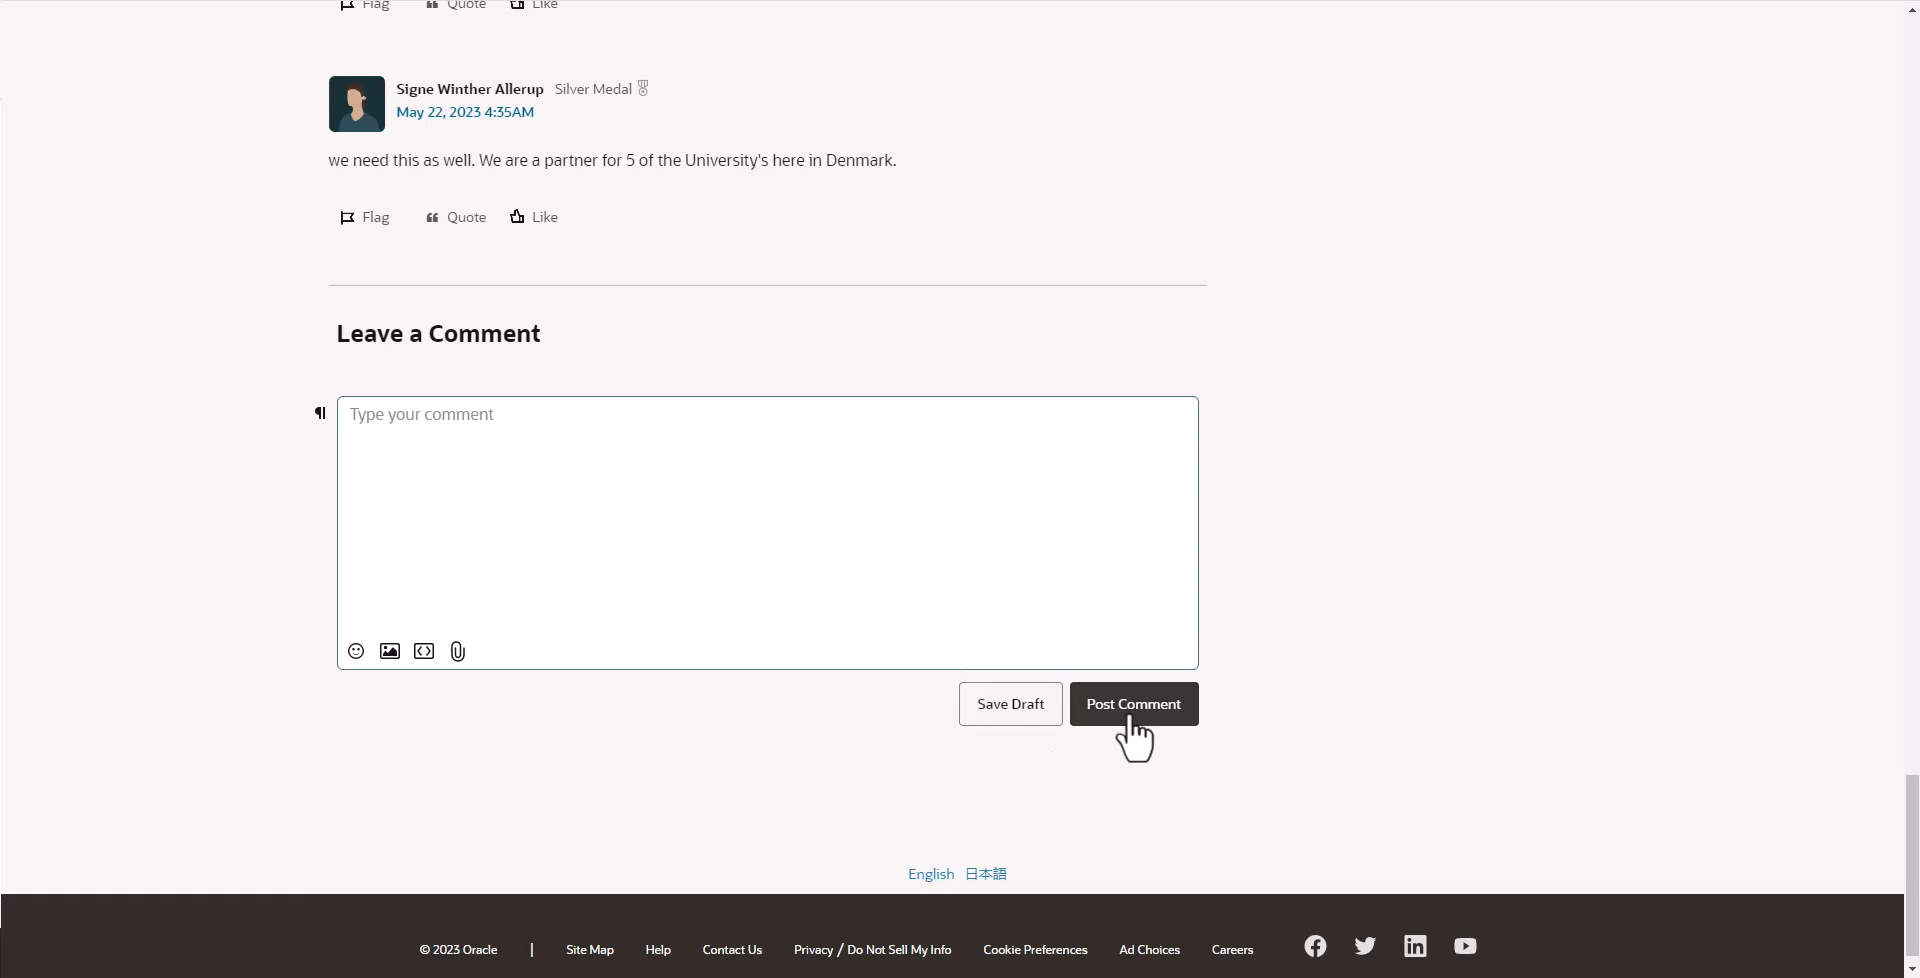 Flag Quote Like
Signe Winther Allerup Silver Medal
May 22, 2023 4:35AM
we need this as well. We are a partner for 5 of the University's here in Denmark.
Flag Quote Like
Leave a Comment
Type your comment
Save Draft Post Comment
English 日本語
© 2023 Oracle | Site Map Help Contact Us Privacy / Do Not Sell My Info Cookie Preferences Ad Choices Careers